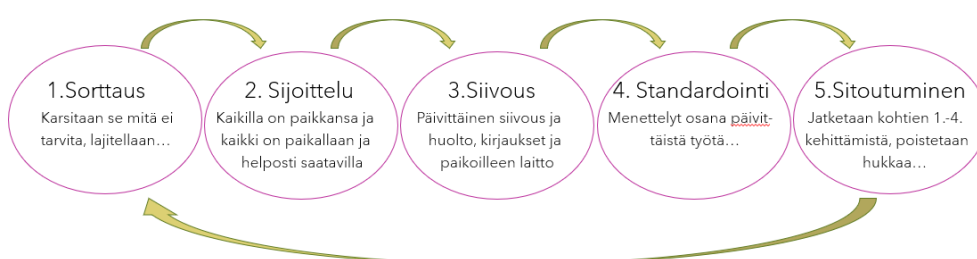 1.Sorttaus
Karsitaan se mitä ei
tarvita, lajitellaan…
2. Sijoittelu
Kaikilla on paikkansa ja
kaikki on paikallaan ja
helposti saatavilla
3.Siivous
Päivittäinen siivous ja
huolto, kirjaukset ja
paikoilleen laitto
4. Standardointi
Menettelyt osana päivit-
täistä työtä…
5.Sitoutuminen
Jatketaan kohtien 1.-4.
kehittämistä, poistetaan
hukkaa…